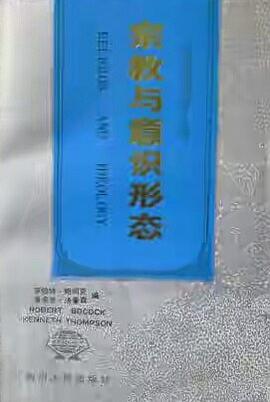 宗教与意识形态
RELIGION AND IDEOLOGY
罗伯特·鲍柯克
肯尼思·汤普森 编
ROBERT BOCOCK
KENNETH THOMPSON
四川人民出版社